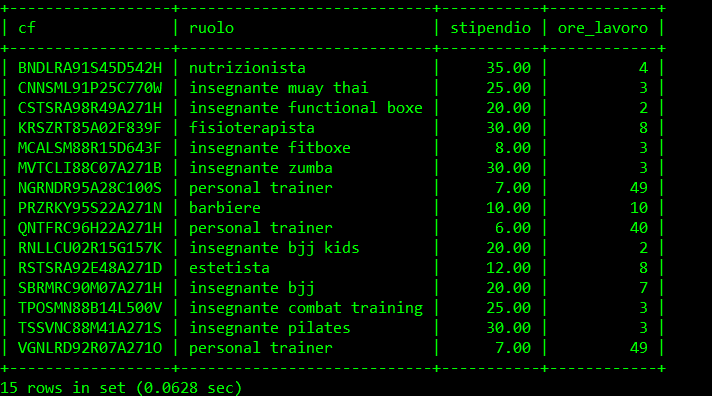 +------------------+---------------------------+-----------+------------+
| cf               | ruolo                     | stipendio | ore_lavoro |
+------------------+---------------------------+-----------+------------+
| BNDLRA91S45D542H | nutrizionista             |     35.00 |          4 |
| CNNSML91P25C770W | insegnante muay thai      |     25.00 |          3 |
| CSTSRA98R49A271H | insegnante functional boxe |     20.00 |          2 |
| KRSZRT85A02F839F | fisioterapista            |     30.00 |          8 |
| MCALSM88R15D643F | insegnante fitboxe        |      8.00 |          3 |
| MVTCLI88C07A271B | insegnante zumba          |     30.00 |          3 |
| NGRNDR95A28C100S | personal trainer          |      7.00 |         49 |
| PRZRKY95S22A271N | barbiere                  |     10.00 |         10 |
| QNTFRC96H22A271H | personal trainer          |      6.00 |         40 |
| RNLLCU02R15G157K | insegnante bjj kids       |     20.00 |          2 |
| RSTSRA92E48A271D | estetista                 |     12.00 |          8 |
| SBRMRC90M07A271H | insegnante bjj            |     20.00 |          7 |
| TPOSMN88B14L500V | insegnante combat training |     25.00 |          3 |
| TSSVNC88M41A271S | insegnante pilates        |     30.00 |          3 |
| VGNLRD92R07A271O | personal trainer          |      7.00 |         49 |
+------------------+---------------------------+-----------+------------+
15 rows in set (0.0628 sec)